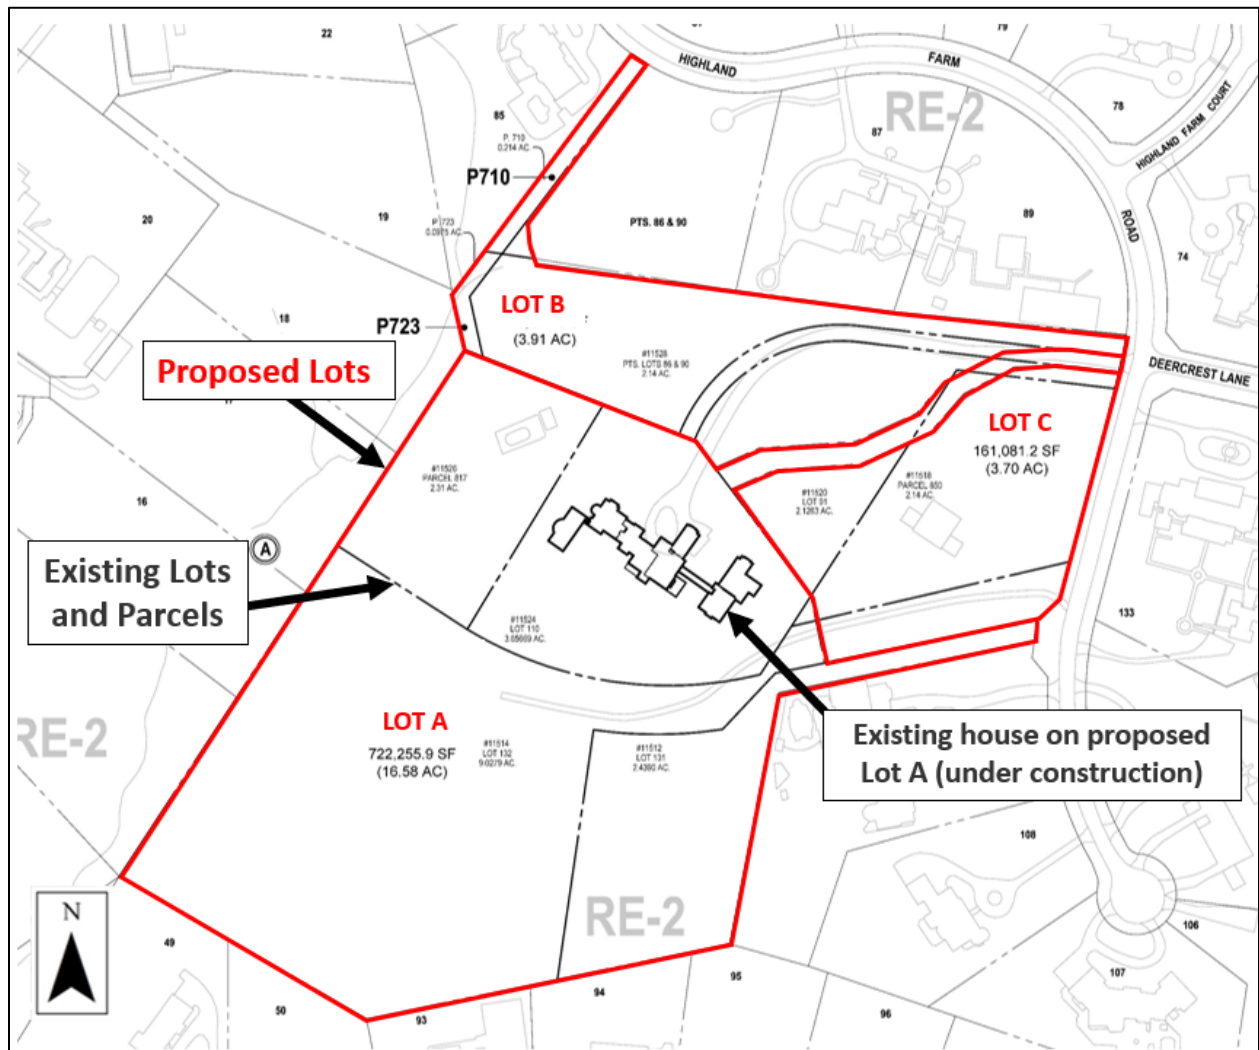 22
79
HIGHLAND
FARM
RE-2
78
HIGHLAND FARM COURT
85
87
P. 710
0.214 AC.
P710
20
19
P. 723
PTS. 86 & 90
89
ROAD
74
18
P723
LOT B
(3.91 AC)
#11528
PTS. LOTS 86 & 90
2.14 AC.
DEERCREST LANE
Proposed Lots
LOT C
161,081.2 SF
(3.70 AC)
#11526
PARCEL 817
2.31 AC.
#11518
PARCEL 850
2.14 AC.
#11520
LOT 91
2.1263 AC.
16
A
Existing Lots
and Parcels
#11524
LOT 110
3.65669 AC.
133
RE-2
LOT A
722,255.9 SF
(16.58 AC)
#11514
LOT 132
9.0279 AC.
#11512
LOT 131
2.4390 AC.
Existing house on proposed
Lot A (under construction)
108
RE-2
N
49
106
107
50
93
94
95
96